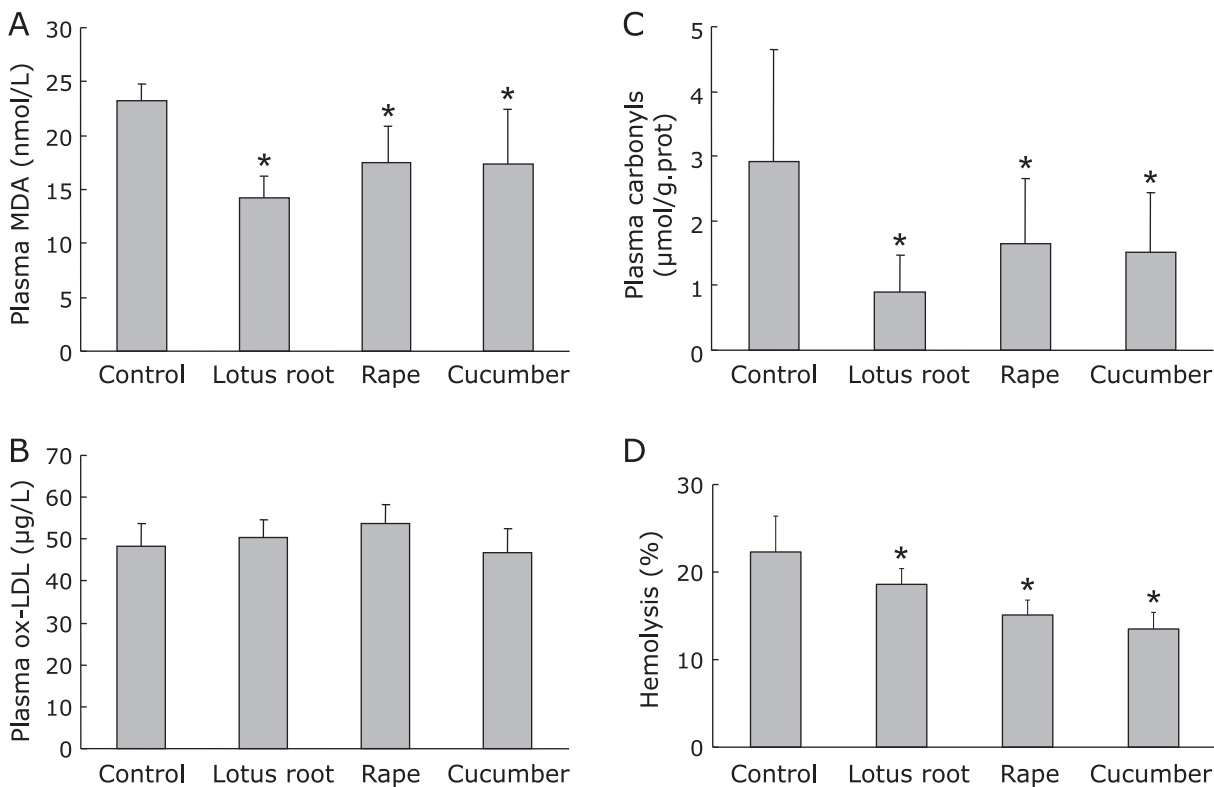 A
Plasma MDA (nmol/L)
30
25
20
15
10
5
0
*
*
*
Control
Lotus root
Rape
Cucumber
B
Plasma ox-LDL (µg/L)
70
60
50
40
30
20
10
0
Control
Lotus root
Rape
Cucumber
C
Plasma carbonyls
(µmol/g.prot)
5
4
3
2
1
0
*
*
*
Control
Lotus root
Rape
Cucumber
D
Hemolysis (%)
30
20
10
0
*
*
*
Control
Lotus root
Rape
Cucumber